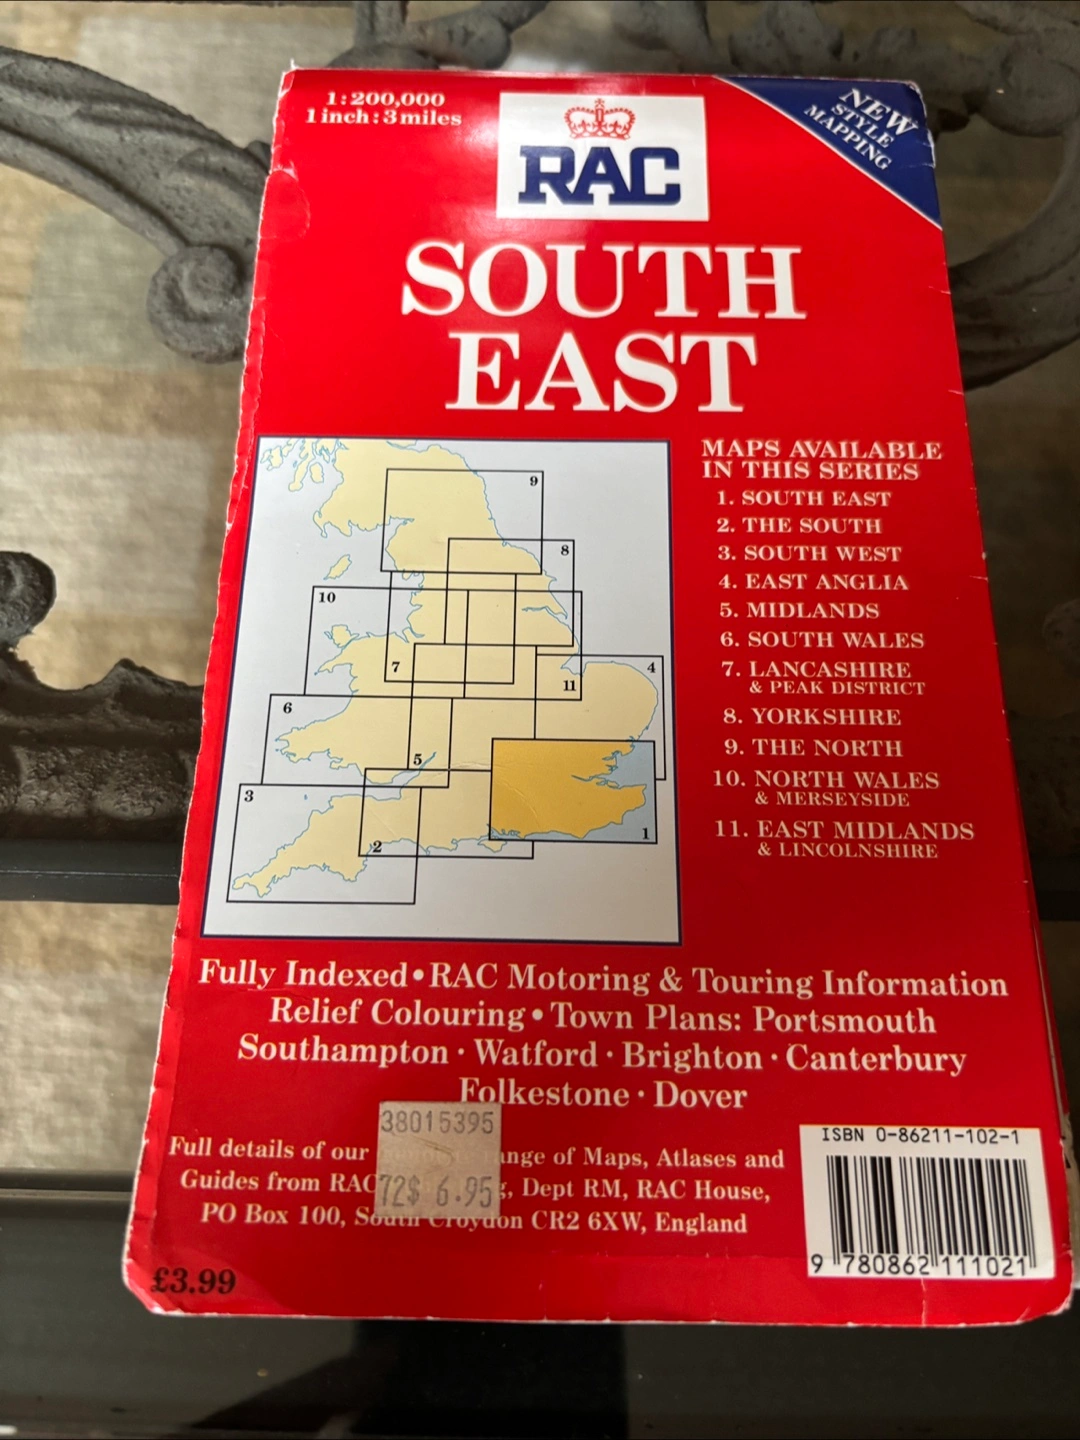 1:200,000
1 inch : 3 miles
RAC
NEW
STYLE
MAPPING
SOUTH
EAST
9
8
10
7
4
11
6
5
3
2
1
MAPS AVAILABLE
IN THIS SERIES
1. SOUTH EAST
2. THE SOUTH
3. SOUTH WEST
4. EAST ANGLIA
5. MIDLANDS
6. SOUTH WALES
7. LANCASHIRE
& PEAK DISTRICT
8. YORKSHIRE
9. THE NORTH
10. NORTH WALES
& MERSEYSIDE
11. EAST MIDLANDS
& LINCOLNSHIRE
Fully Indexed • RAC Motoring & Touring Information
Relief Colouring • Town Plans: Portsmouth
Southampton · Watford · Brighton · Canterbury
Folkestone · Dover
38015395
72$ 6.95
Full details of our range of Maps, Atlases and
Guides from RAC , Dept RM, RAC House,
PO Box 100, South Croydon CR2 6XW, England
£3.99
ISBN 0-86211-102-1
9 780862 111021